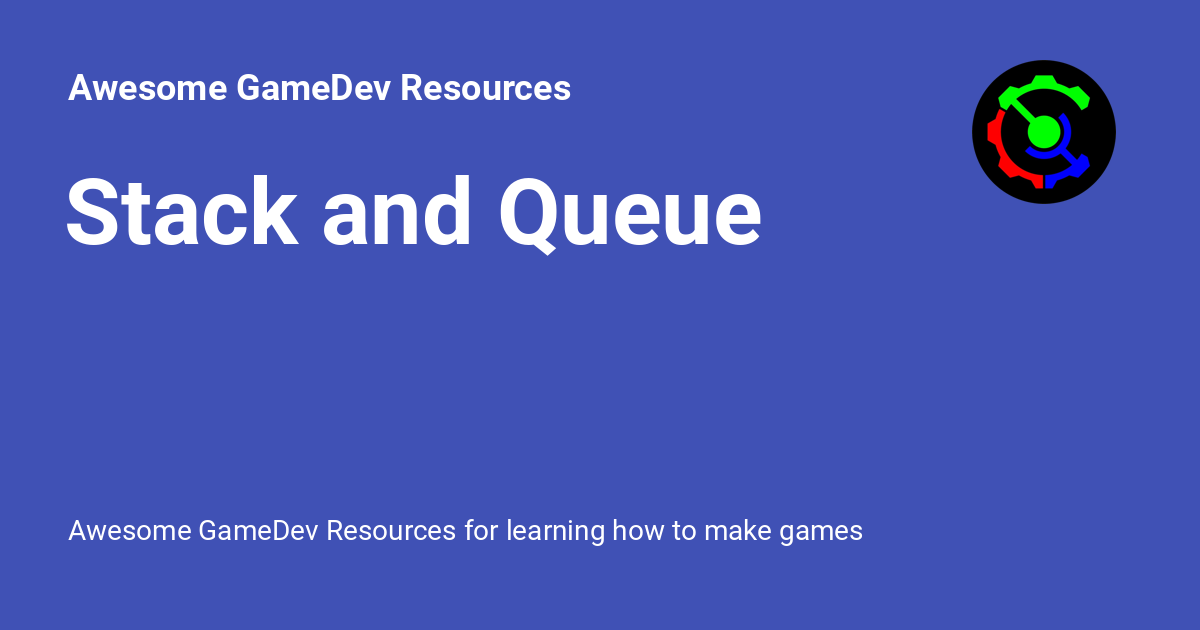 Awesome GameDev Resources
Stack and Queue
Awesome GameDev Resources for learning how to make games